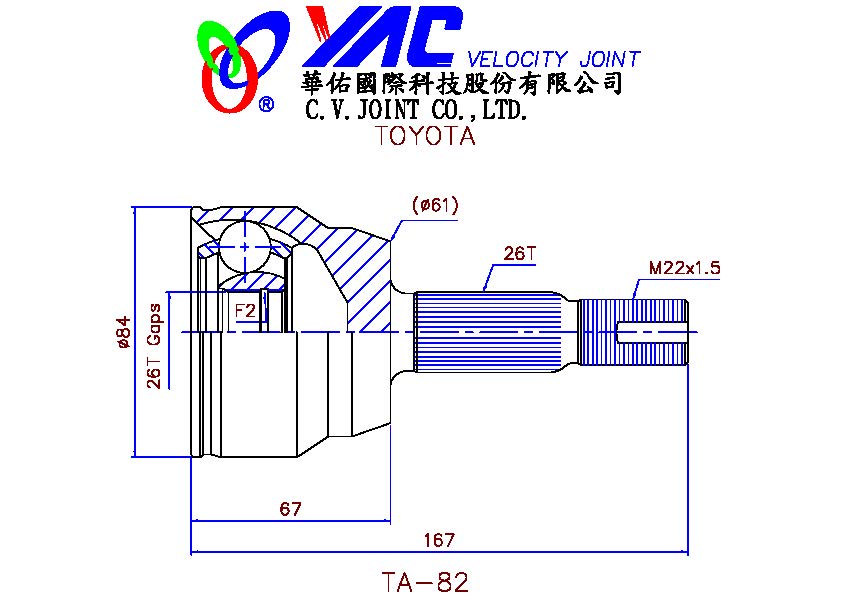 YAC VELOCITY JOINT
華佑國際科技股份有限公司
®
C.V.JOINT CO.,LTD.
TOYOTA
(ø61)
26T
M22x1.5
F2
ø84
26T Gaps
67
167
TA-82